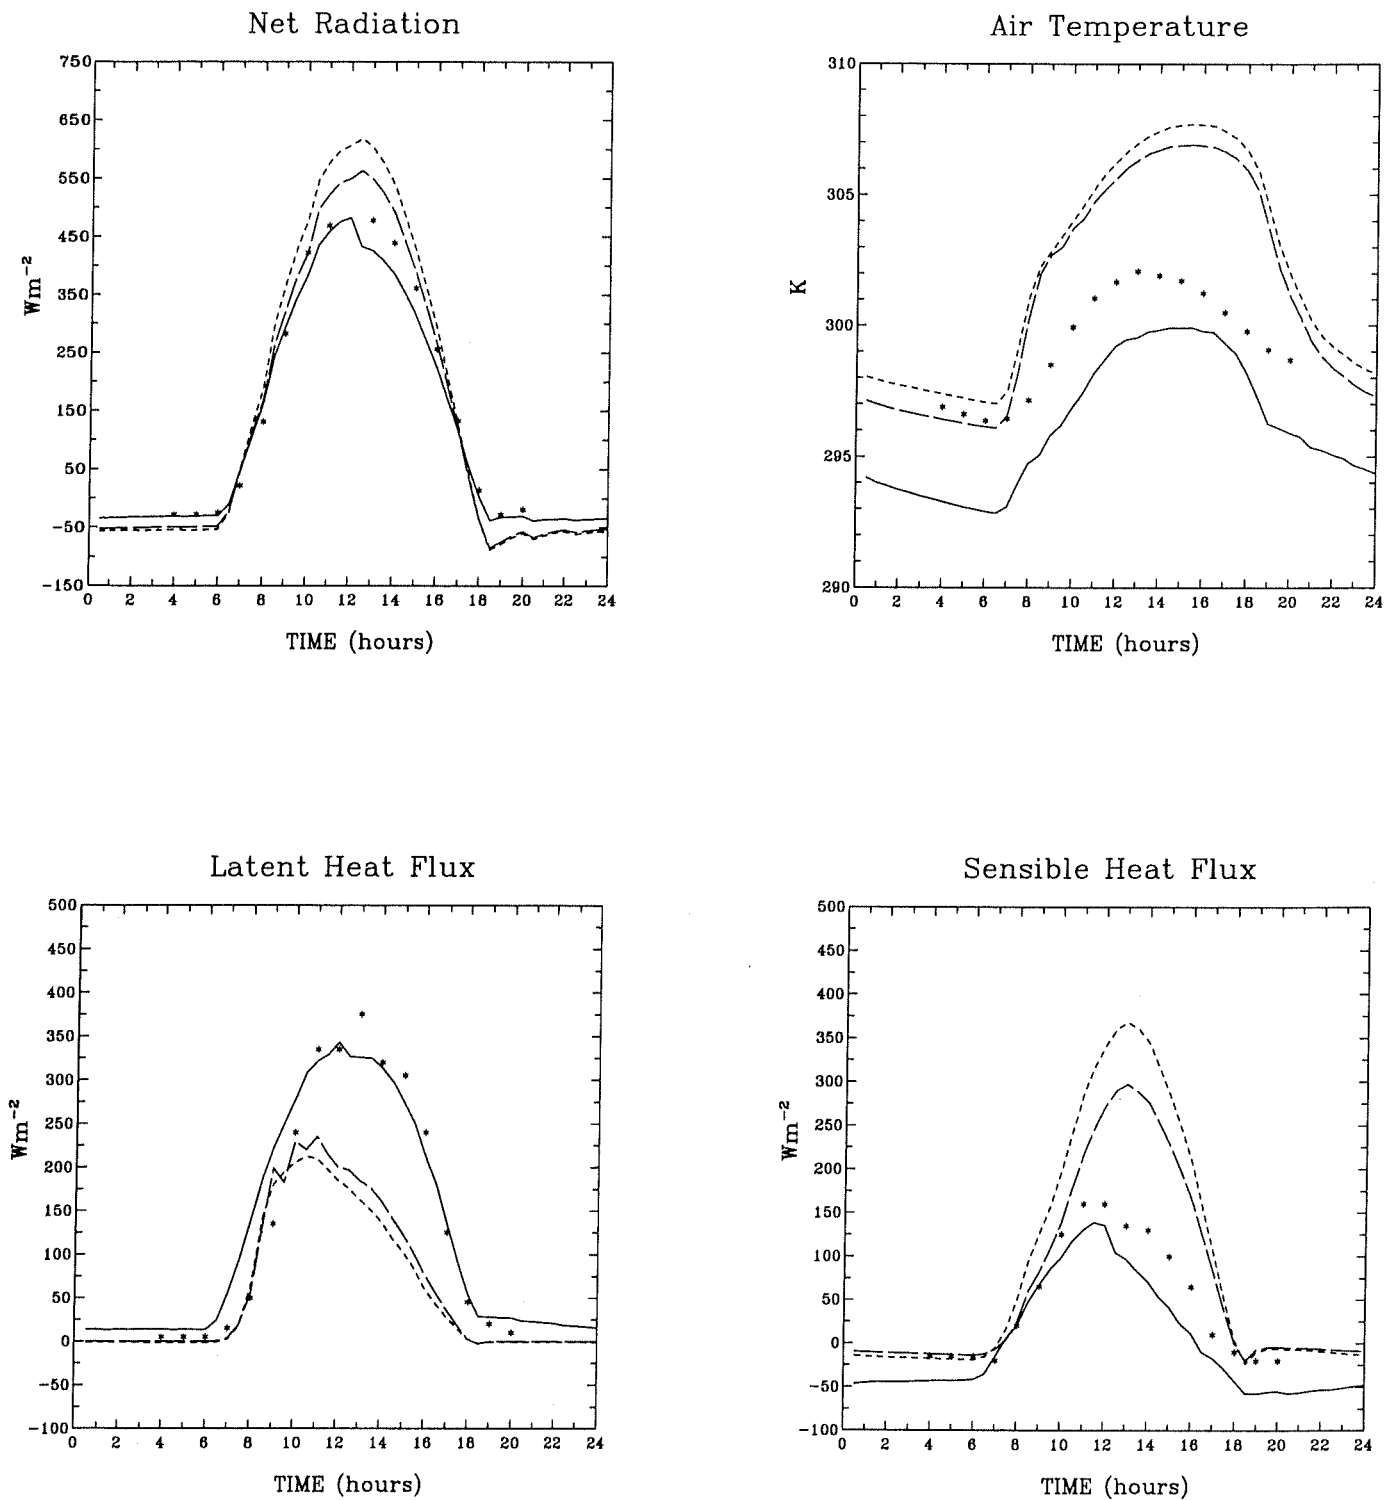 Net Radiation
750
650
550
450
350
250
150
50
-50
-150
Wm⁻²
0 2 4 6 8 10 12 14 16 18 20 22 24
TIME (hours)
Air Temperature
310
305
300
295
290
K
0 2 4 6 8 10 12 14 16 18 20 22 24
TIME (hours)
Latent Heat Flux
500
450
400
350
300
250
200
150
100
50
0
-50
-100
Wm⁻²
0 2 4 6 8 10 12 14 16 18 20 22 24
TIME (hours)
Sensible Heat Flux
500
450
400
350
300
250
200
150
100
50
0
-50
-100
Wm⁻²
0 2 4 6 8 10 12 14 16 18 20 22 24
TIME (hours)